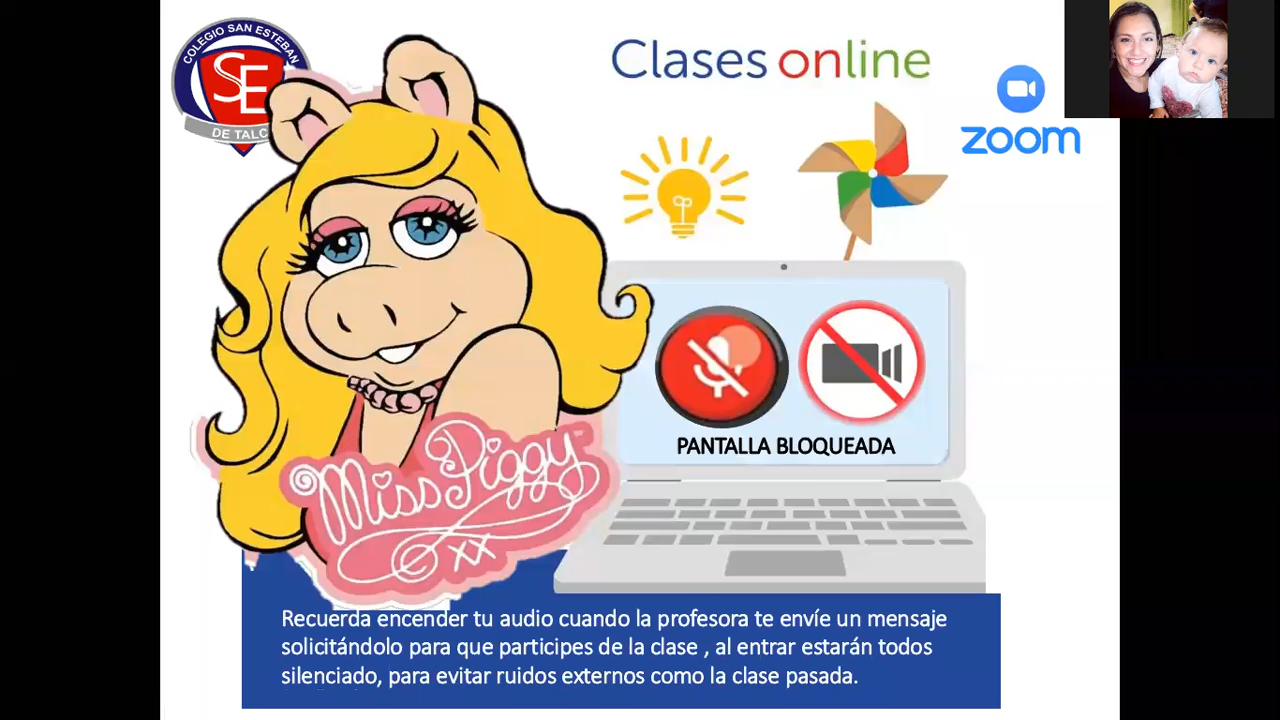 COLEGIO SAN ESTEBAN
SE
DE TALC
Clases online
zoom
PANTALLA BLOQUEADA
Miss Piggy
XX
Recuerda encender tu audio cuando la profesora te envíe un mensaje
solicitándolo para que participes de la clase , al entrar estarán todos
silenciado, para evitar ruidos externos como la clase pasada.